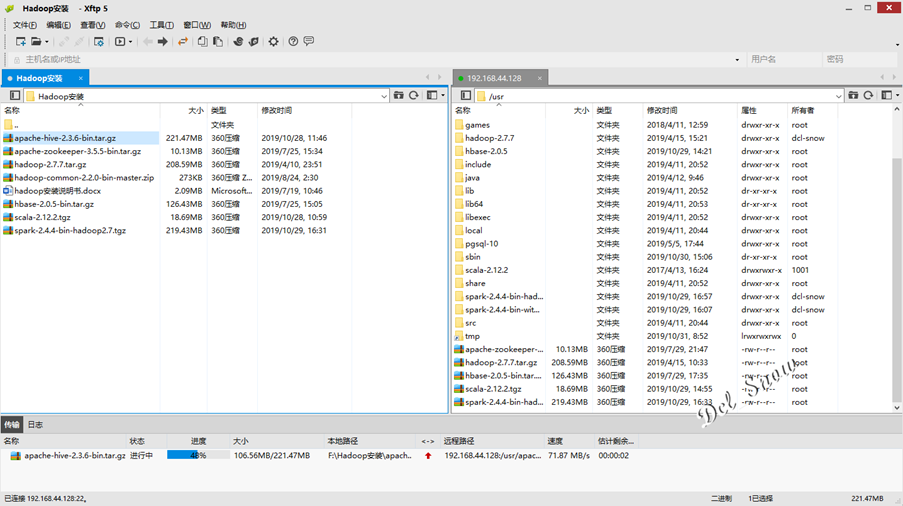 Hadoop安装 - Xftp 5
文件(F) 编辑(E) 查看(V) 命令(C) 工具(T) 窗口(W) 帮助(H)
主机名或IP地址 用户名 密码
Hadoop安装 × 192.168.44.128 ×
Hadoop安装 /usr
名称 大小 类型 修改时间
.. 文件夹
apache-hive-2.3.6-bin.tar.gz 221.47MB 360压缩 2019/10/28, 11:46
apache-zookeeper-3.5.5-bin.tar.gz 10.13MB 360压缩 2019/7/25, 15:34
hadoop-2.7.7.tar.gz 208.59MB 360压缩 2019/4/10, 23:51
hadoop-common-2.2.0-bin-master.zip 273KB 360压缩 Z... 2019/8/24, 2:30
hadoop安装说明书.docx 2.09MB Microsoft... 2019/7/19, 10:46
hbase-2.0.5-bin.tar.gz 126.43MB 360压缩 2019/7/25, 15:05
scala-2.12.2.tgz 18.69MB 360压缩 2019/10/28, 10:59
spark-2.4.4-bin-hadoop2.7.tgz 219.43MB 360压缩 2019/10/29, 16:31
名称 大小 类型 修改时间 属性 所有者
games 文件夹 2018/4/11, 12:59 drwxr-xr-x root
hadoop-2.7.7 文件夹 2019/4/15, 15:21 drwxr-xr-x dcl-snow
hbase-2.0.5 文件夹 2019/10/29, 14:21 drwxr-xr-x root
include 文件夹 2019/4/11, 20:52 drwxr-xr-x root
java 文件夹 2019/4/12, 9:46 drwxr-xr-x root
lib 文件夹 2019/4/11, 20:52 dr-xr-xr-x root
lib64 文件夹 2019/4/11, 20:53 dr-xr-xr-x root
libexec 文件夹 2019/4/11, 20:52 drwxr-xr-x root
local 文件夹 2019/4/11, 20:44 drwxr-xr-x root
pgsql-10 文件夹 2019/5/5, 17:44 drwxr-xr-x root
sbin 文件夹 2019/10/30, 15:06 dr-xr-xr-x root
scala-2.12.2 文件夹 2017/4/13, 16:24 drwxrwxr-x 1001
share 文件夹 2019/4/11, 20:52 drwxr-xr-x root
spark-2.4.4-bin-had... 文件夹 2019/10/29, 16:57 drwxr-xr-x dcl-snow
spark-2.4.4-bin-wit... 文件夹 2019/10/29, 16:07 drwxr-xr-x dcl-snow
src 文件夹 2019/4/11, 20:44 drwxr-xr-x root
tmp 文件夹 2019/10/31, 8:52 lrwxrwxrwx 0
apache-zookeeper-... 10.13MB 360压缩 2019/7/29, 21:47 -rw-r--r-- root
hadoop-2.7.7.tar.gz 208.59MB 360压缩 2019/4/15, 10:33 -rw-r--r-- root
hbase-2.0.5-bin.tar.... 126.43MB 360压缩 2019/7/29, 17:35 -rw-r--r-- root
scala-2.12.2.tgz 18.69MB 360压缩 2019/10/29, 14:55 -rw-r--r-- root
spark-2.4.4-bin-had... 219.43MB 360压缩 2019/10/29, 16:33 -rw-r--r-- root
Dcl Snow
传输 日志
名称 状态 进度 大小 本地路径 <-> 远程路径 速度 估计剩余...
apache-hive-2.3.6-bin.tar.gz 进行中 48% 106.56MB/221.47MB F:\Hadoop安装\apach... 192.168.44.128:/usr/apac... 71.87 MB/s 00:00:02
已连接 192.168.44.128:22。 二进制 1已选择 221.47MB